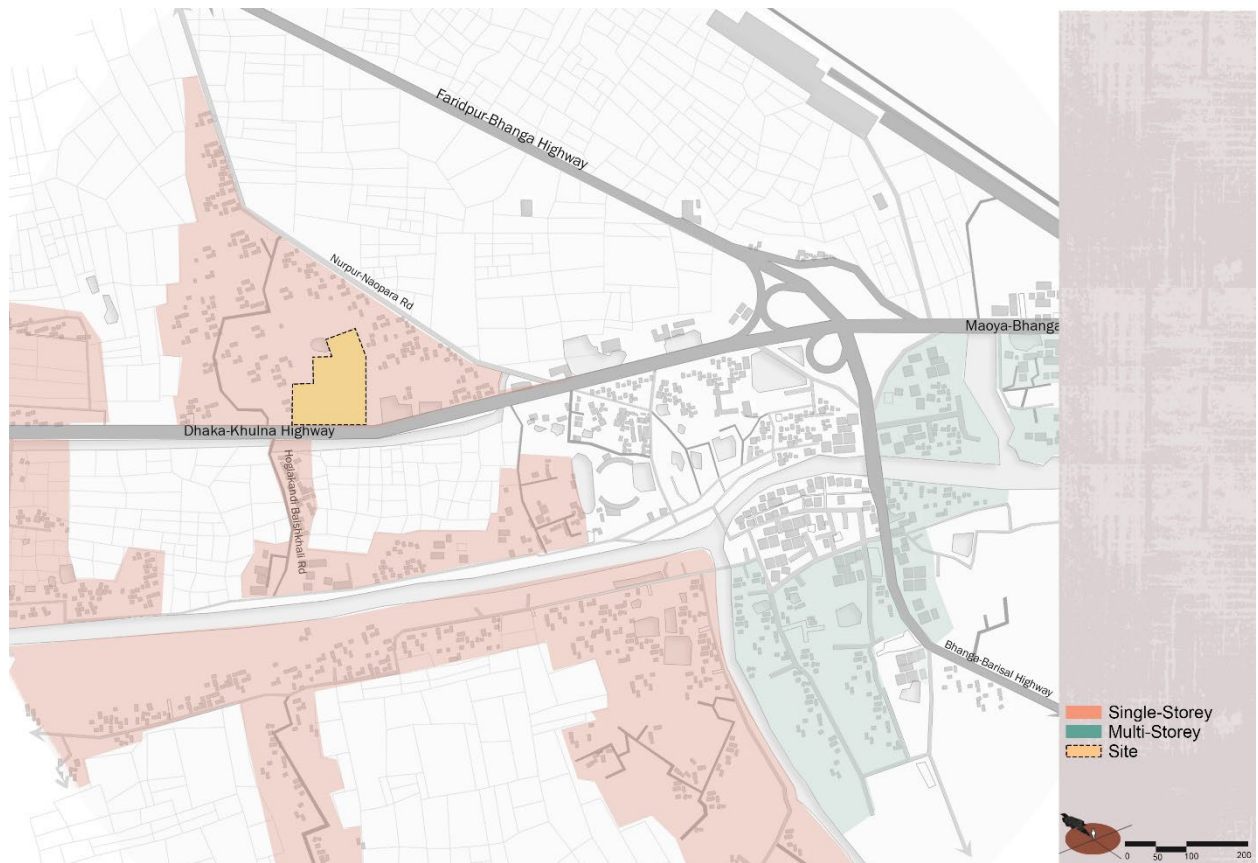 Faridpur-Bhanga Highway
Nurpur-Naopara Rd
Maoya-Bhanga
Dhaka-Khulna Highway
Hoglakandi Baishkhali Rd
Bhanga-Barisal Highway
Single-Storey
Multi-Storey
Site
0 50 100 200